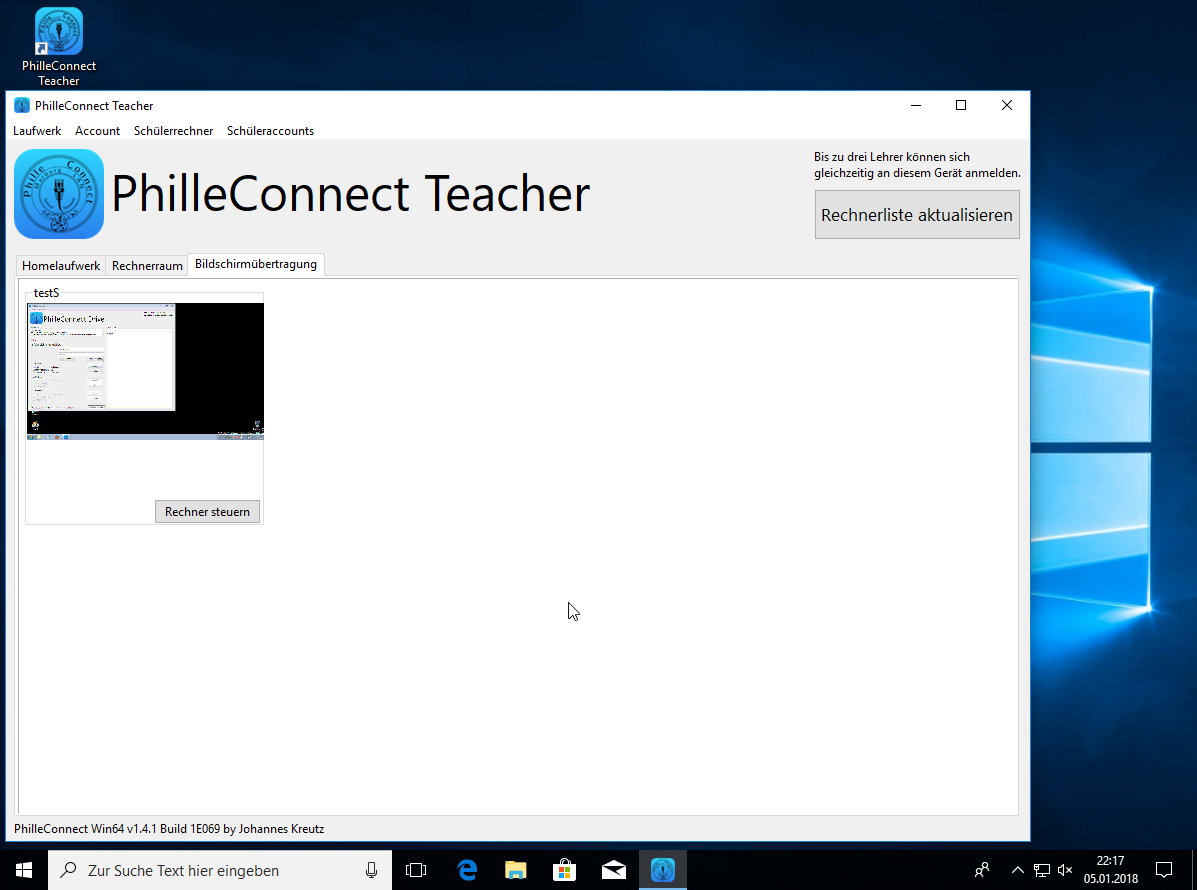 PhilleConnect
Teacher
PhilleConnect Teacher
Laufwerk Account Schülerrechner Schüleraccounts
Phille Connect
PhilleConnect Teacher
Bis zu drei Lehrer können sich
gleichzeitig an diesem Gerät anmelden.
Rechnerliste aktualisieren
Homelaufwerk Rechnerraum Bildschirmübertragung
testS
PhilleConnect Drive
Rechner steuern
PhilleConnect Win64 v1.4.1 Build 1E069 by Johannes Kreutz
Zur Suche Text hier eingeben
22:17
05.01.2018